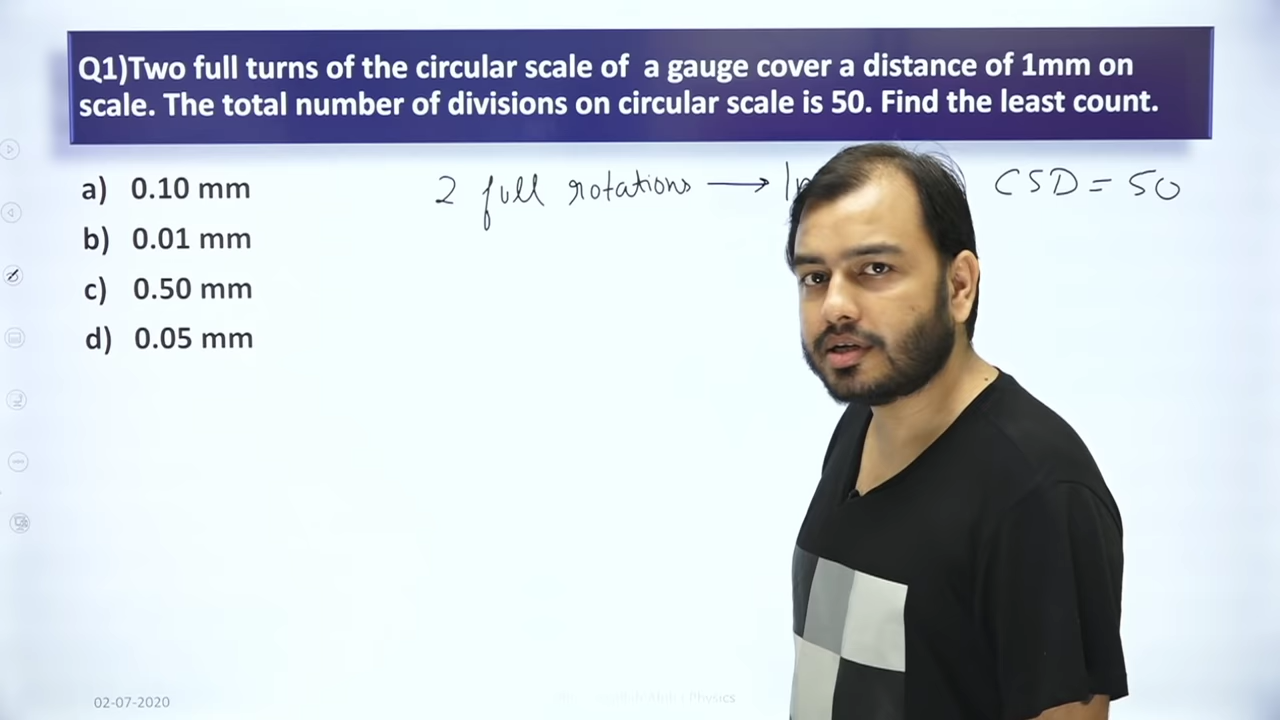 Q1)Two full turns of the circular scale of a gauge cover a distance of 1mm on
scale. The total number of divisions on circular scale is 50. Find the least count.
a) 0.10 mm
2 full rotations → CSD = 50
b) 0.01 mm
c) 0.50 mm
d) 0.05 mm
02-07-2020
Physics